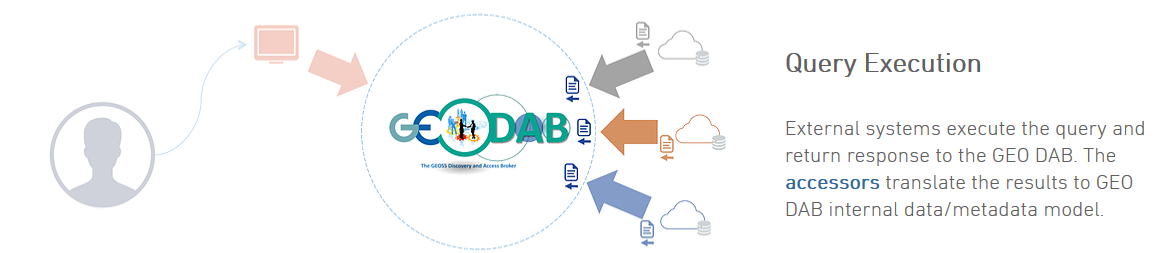 GEO DAB
The GEOSS Discovery and Access Broker
Query Execution
External systems execute the query and
return response to the GEO DAB. The
accessors translate the results to GEO
DAB internal data/metadata model.